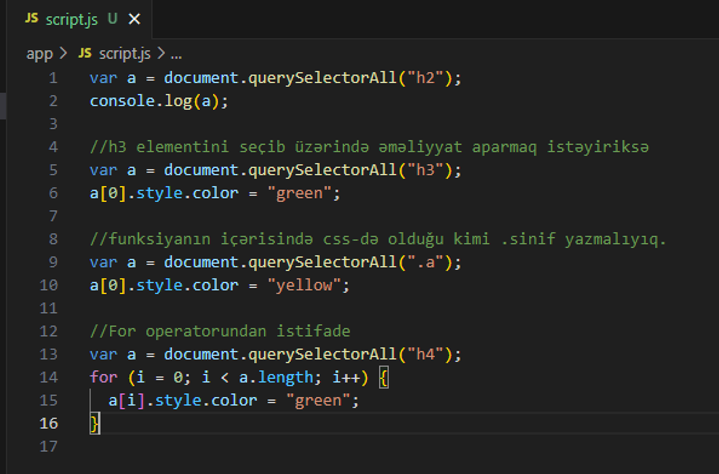 JS script.js U ×
app > JS script.js > ...
1 var a = document.querySelectorAll("h2");
2 console.log(a);
3
4 //h3 elementini seçib üzərində əməliyyat aparmaq istəyiriksə
5 var a = document.querySelectorAll("h3");
6 a[0].style.color = "green";
7
8 //funksiyanın içərisində css-də olduğu kimi .sinif yazmalıyıq.
9 var a = document.querySelectorAll(".a");
10 a[0].style.color = "yellow";
11
12 //For operatorundan istifade
13 var a = document.querySelectorAll("h4");
14 for (i = 0; i < a.length; i++) {
15   a[i].style.color = "green";
16 }
17